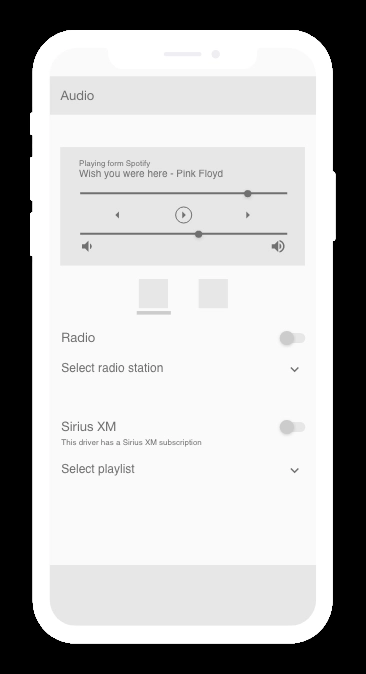 Audio
Playing form Spotify
Wish you were here - Pink Floyd
Radio
Select radio station
Sirius XM
This driver has a Sirius XM subscription
Select playlist